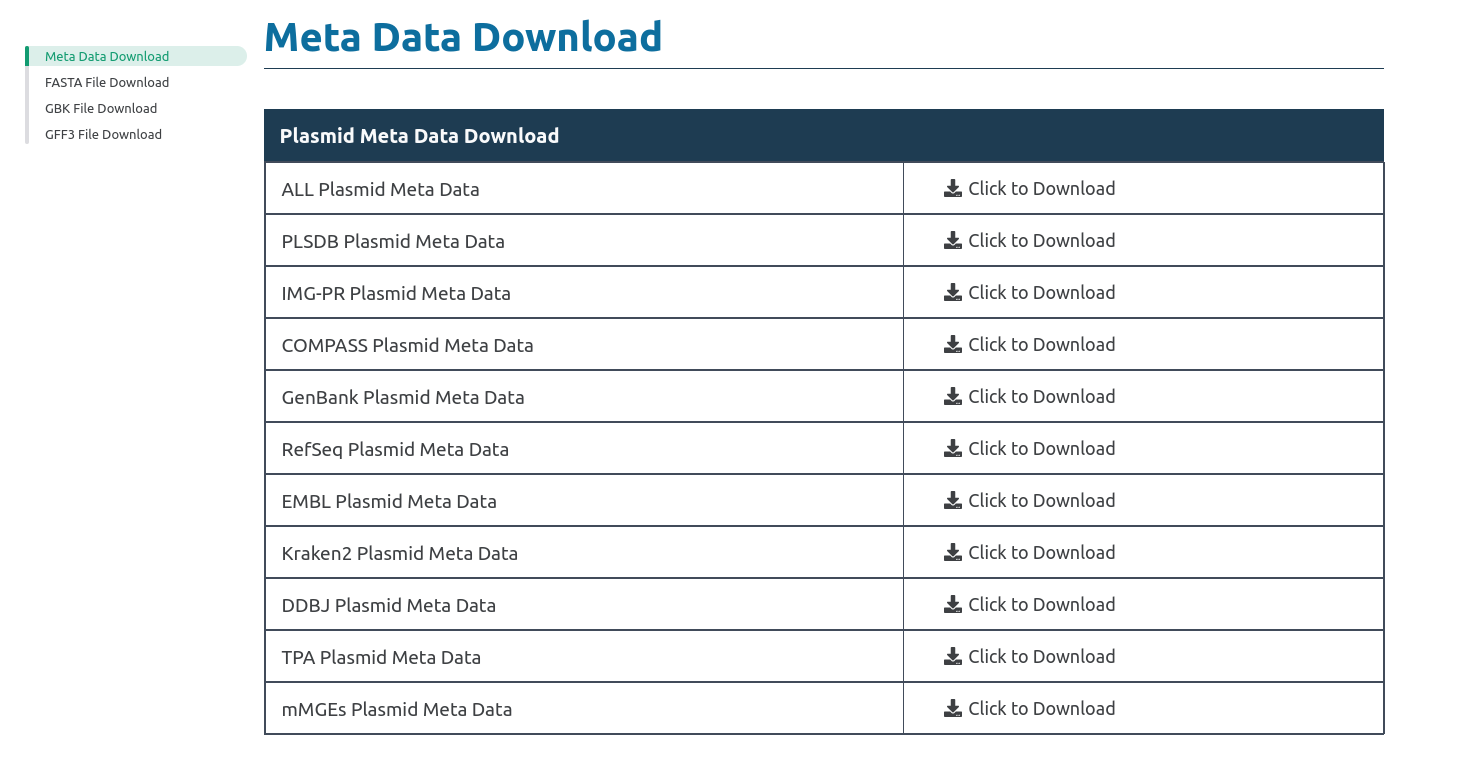 Meta Data Download
FASTA File Download
GBK File Download
GFF3 File Download
Meta Data Download
Plasmid Meta Data Download
ALL Plasmid Meta Data Click to Download
PLSDB Plasmid Meta Data Click to Download
IMG-PR Plasmid Meta Data Click to Download
COMPASS Plasmid Meta Data Click to Download
GenBank Plasmid Meta Data Click to Download
RefSeq Plasmid Meta Data Click to Download
EMBL Plasmid Meta Data Click to Download
Kraken2 Plasmid Meta Data Click to Download
DDBJ Plasmid Meta Data Click to Download
TPA Plasmid Meta Data Click to Download
mMGEs Plasmid Meta Data Click to Download